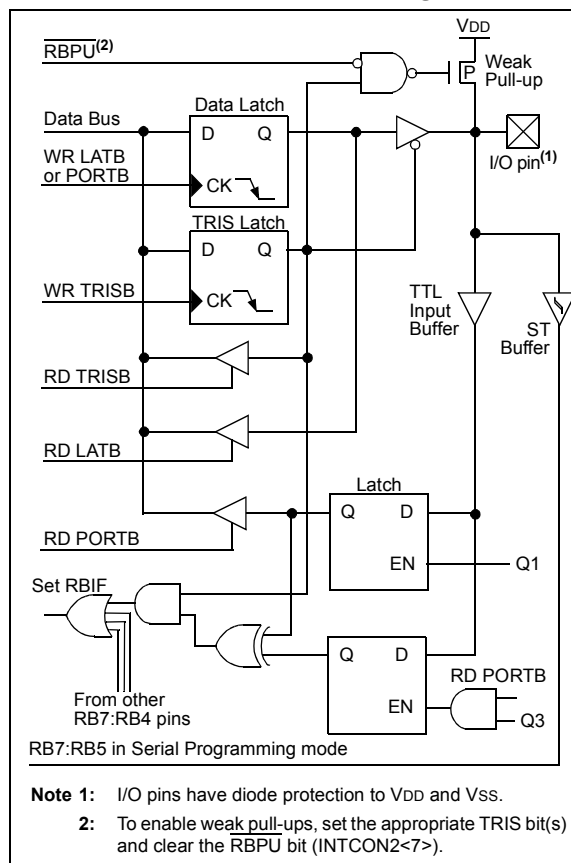 RBPU(2)
VDD
P
Weak
Pull-up
Data Latch
Data Bus
D Q
WR LATB
or PORTB
CK
I/O pin(1)
TRIS Latch
D Q
WR TRISB
CK
TTL
Input
Buffer
ST
Buffer
RD TRISB
RD LATB
Latch
Q D
RD PORTB
EN
Q1
Set RBIF
Q D
RD PORTB
EN
Q3
From other
RB7:RB4 pins
RB7:RB5 in Serial Programming mode
Note 1: I/O pins have diode protection to VDD and VSS.
2: To enable weak pull-ups, set the appropriate TRIS bit(s)
and clear the RBPU bit (INTCON2<7>).